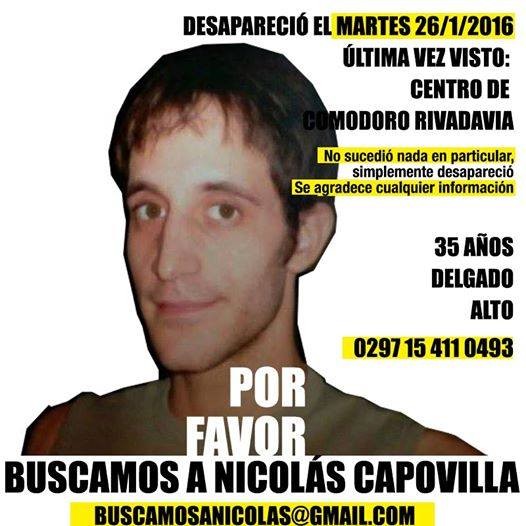 DESAPARECIÓ EL MARTES 26/1/2016
ÚLTIMA VEZ VISTO:
CENTRO DE
COMODORO RIVADAVIA
No sucedió nada en particular,
simplemente desapareció
Se agradece cualquier información
35 AÑOS
DELGADO
ALTO
0297 15 411 0493
POR
FAVOR
BUSCAMOS A NICOLÁS CAPOVILLA
BUSCAMOSANICOLAS@GMAIL.COM